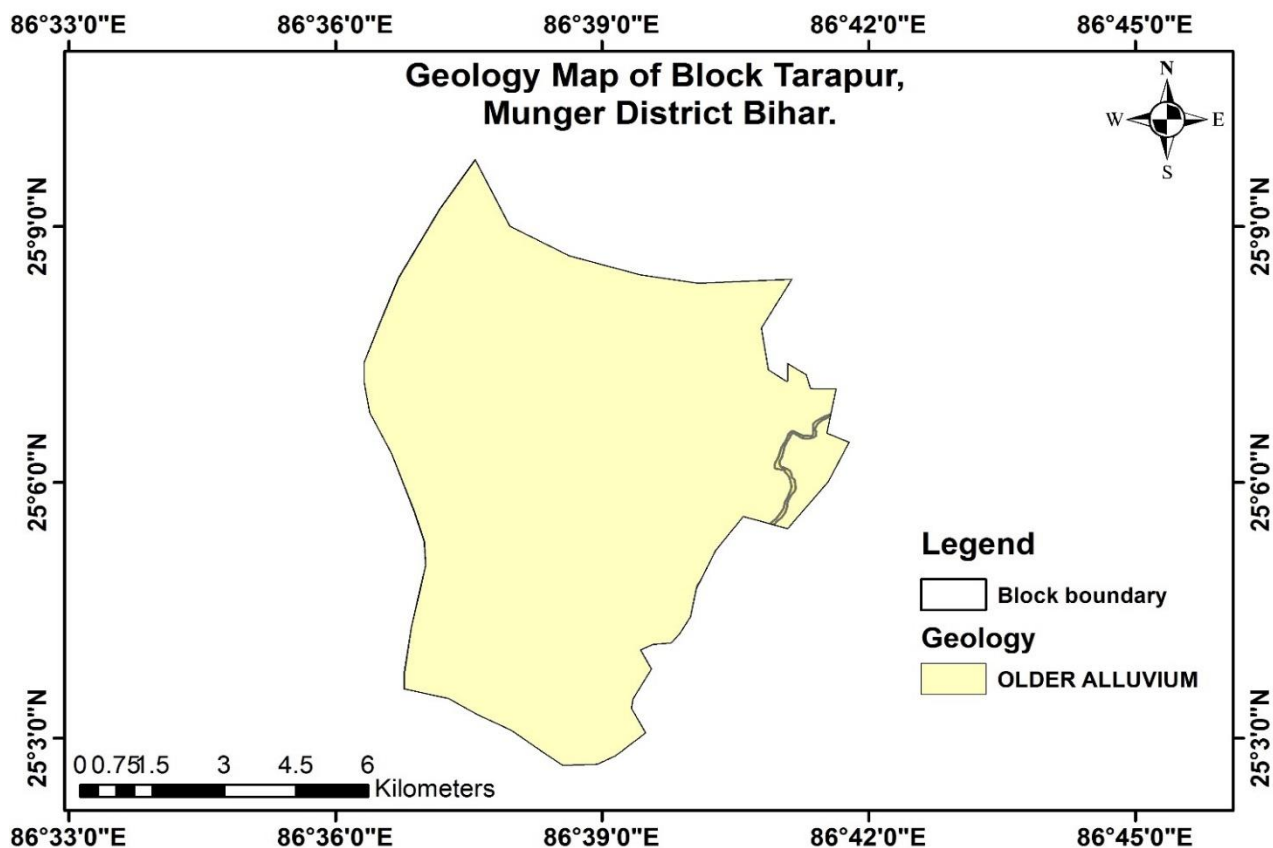 86°33'0"E 86°36'0"E 86°39'0"E 86°42'0"E 86°45'0"E
Geology Map of Block Tarapur,
Munger District Bihar.
N
W E
S
25°9'0"N 25°9'0"N
25°6'0"N 25°6'0"N
Legend
Block boundary
Geology
OLDER ALLUVIUM
25°3'0"N 25°3'0"N
0 0.75 1.5 3 4.5 6
Kilometers
86°33'0"E 86°36'0"E 86°39'0"E 86°42'0"E 86°45'0"E